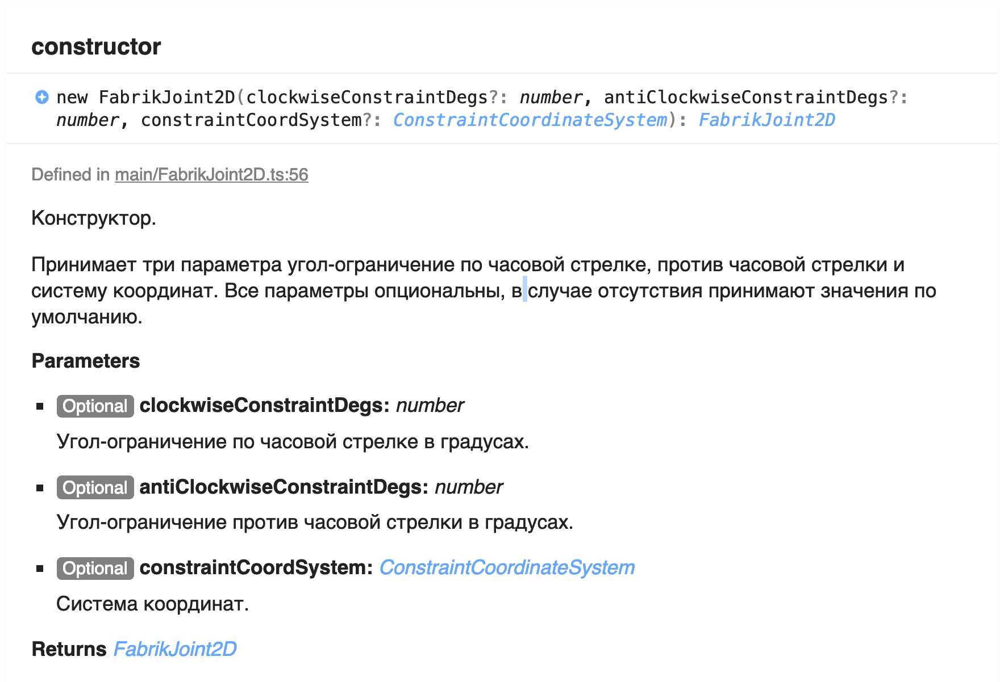 constructor
new FabrikJoint2D(clockwiseConstraintDegs?: number, antiClockwiseConstraintDegs?:
number, constraintCoordSystem?: ConstraintCoordinateSystem): FabrikJoint2D
Defined in main/FabrikJoint2D.ts:56
Конструктор.
Принимает три параметра угол-ограничение по часовой стрелке, против часовой стрелки и
систему координат. Все параметры опциональны, в случае отсутствия принимают значения по
умолчанию.
Parameters
Optional clockwiseConstraintDegs: number
Угол-ограничение по часовой стрелке в градусах.
Optional antiClockwiseConstraintDegs: number
Угол-ограничение против часовой стрелки в градусах.
Optional constraintCoordSystem: ConstraintCoordinateSystem
Система координат.
Returns FabrikJoint2D